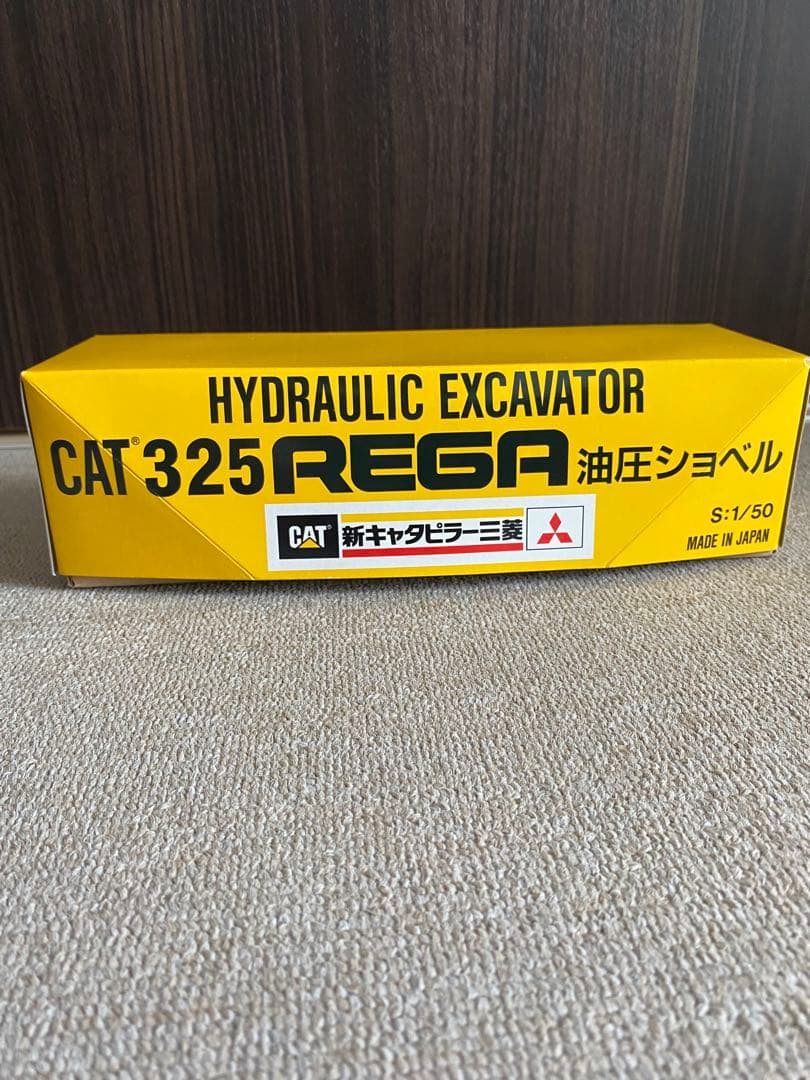 HYDRAULIC EXCAVATOR
CAT® 325 REGA 油圧ショベル
S:1/50
CAT® 新キャタピラー三菱
MADE IN JAPAN